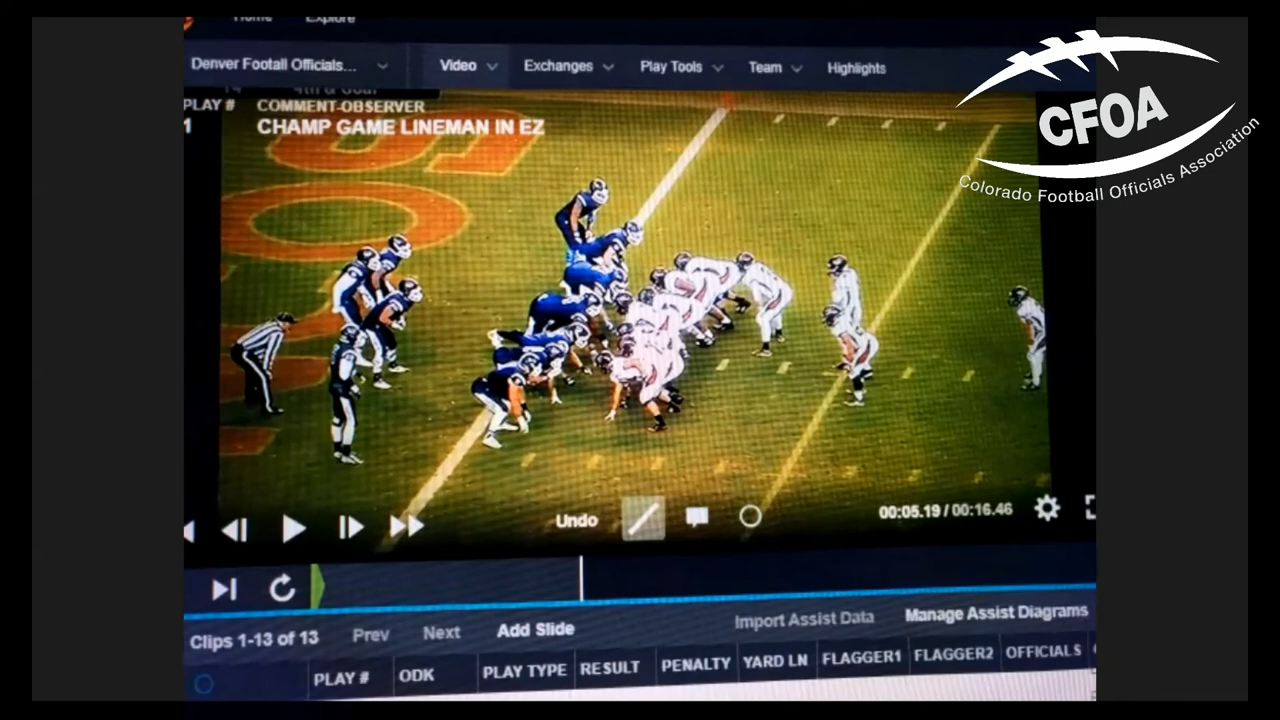 Home Explore
Denver Footall Officials... Video Exchanges Play Tools Team Highlights
4th & Goal
PLAY # COMMENT-OBSERVER
1 CHAMP GAME LINEMAN IN EZ
CFOA
Colorado Football Officials Association
Undo 00:05.19 / 00:16.46
Clips 1-13 of 13 Prev Next Add Slide Import Assist Data Manage Assist Diagrams
PLAY # ODK PLAY TYPE RESULT PENALTY YARD LN FLAGGER1 FLAGGER2 OFFICIALS